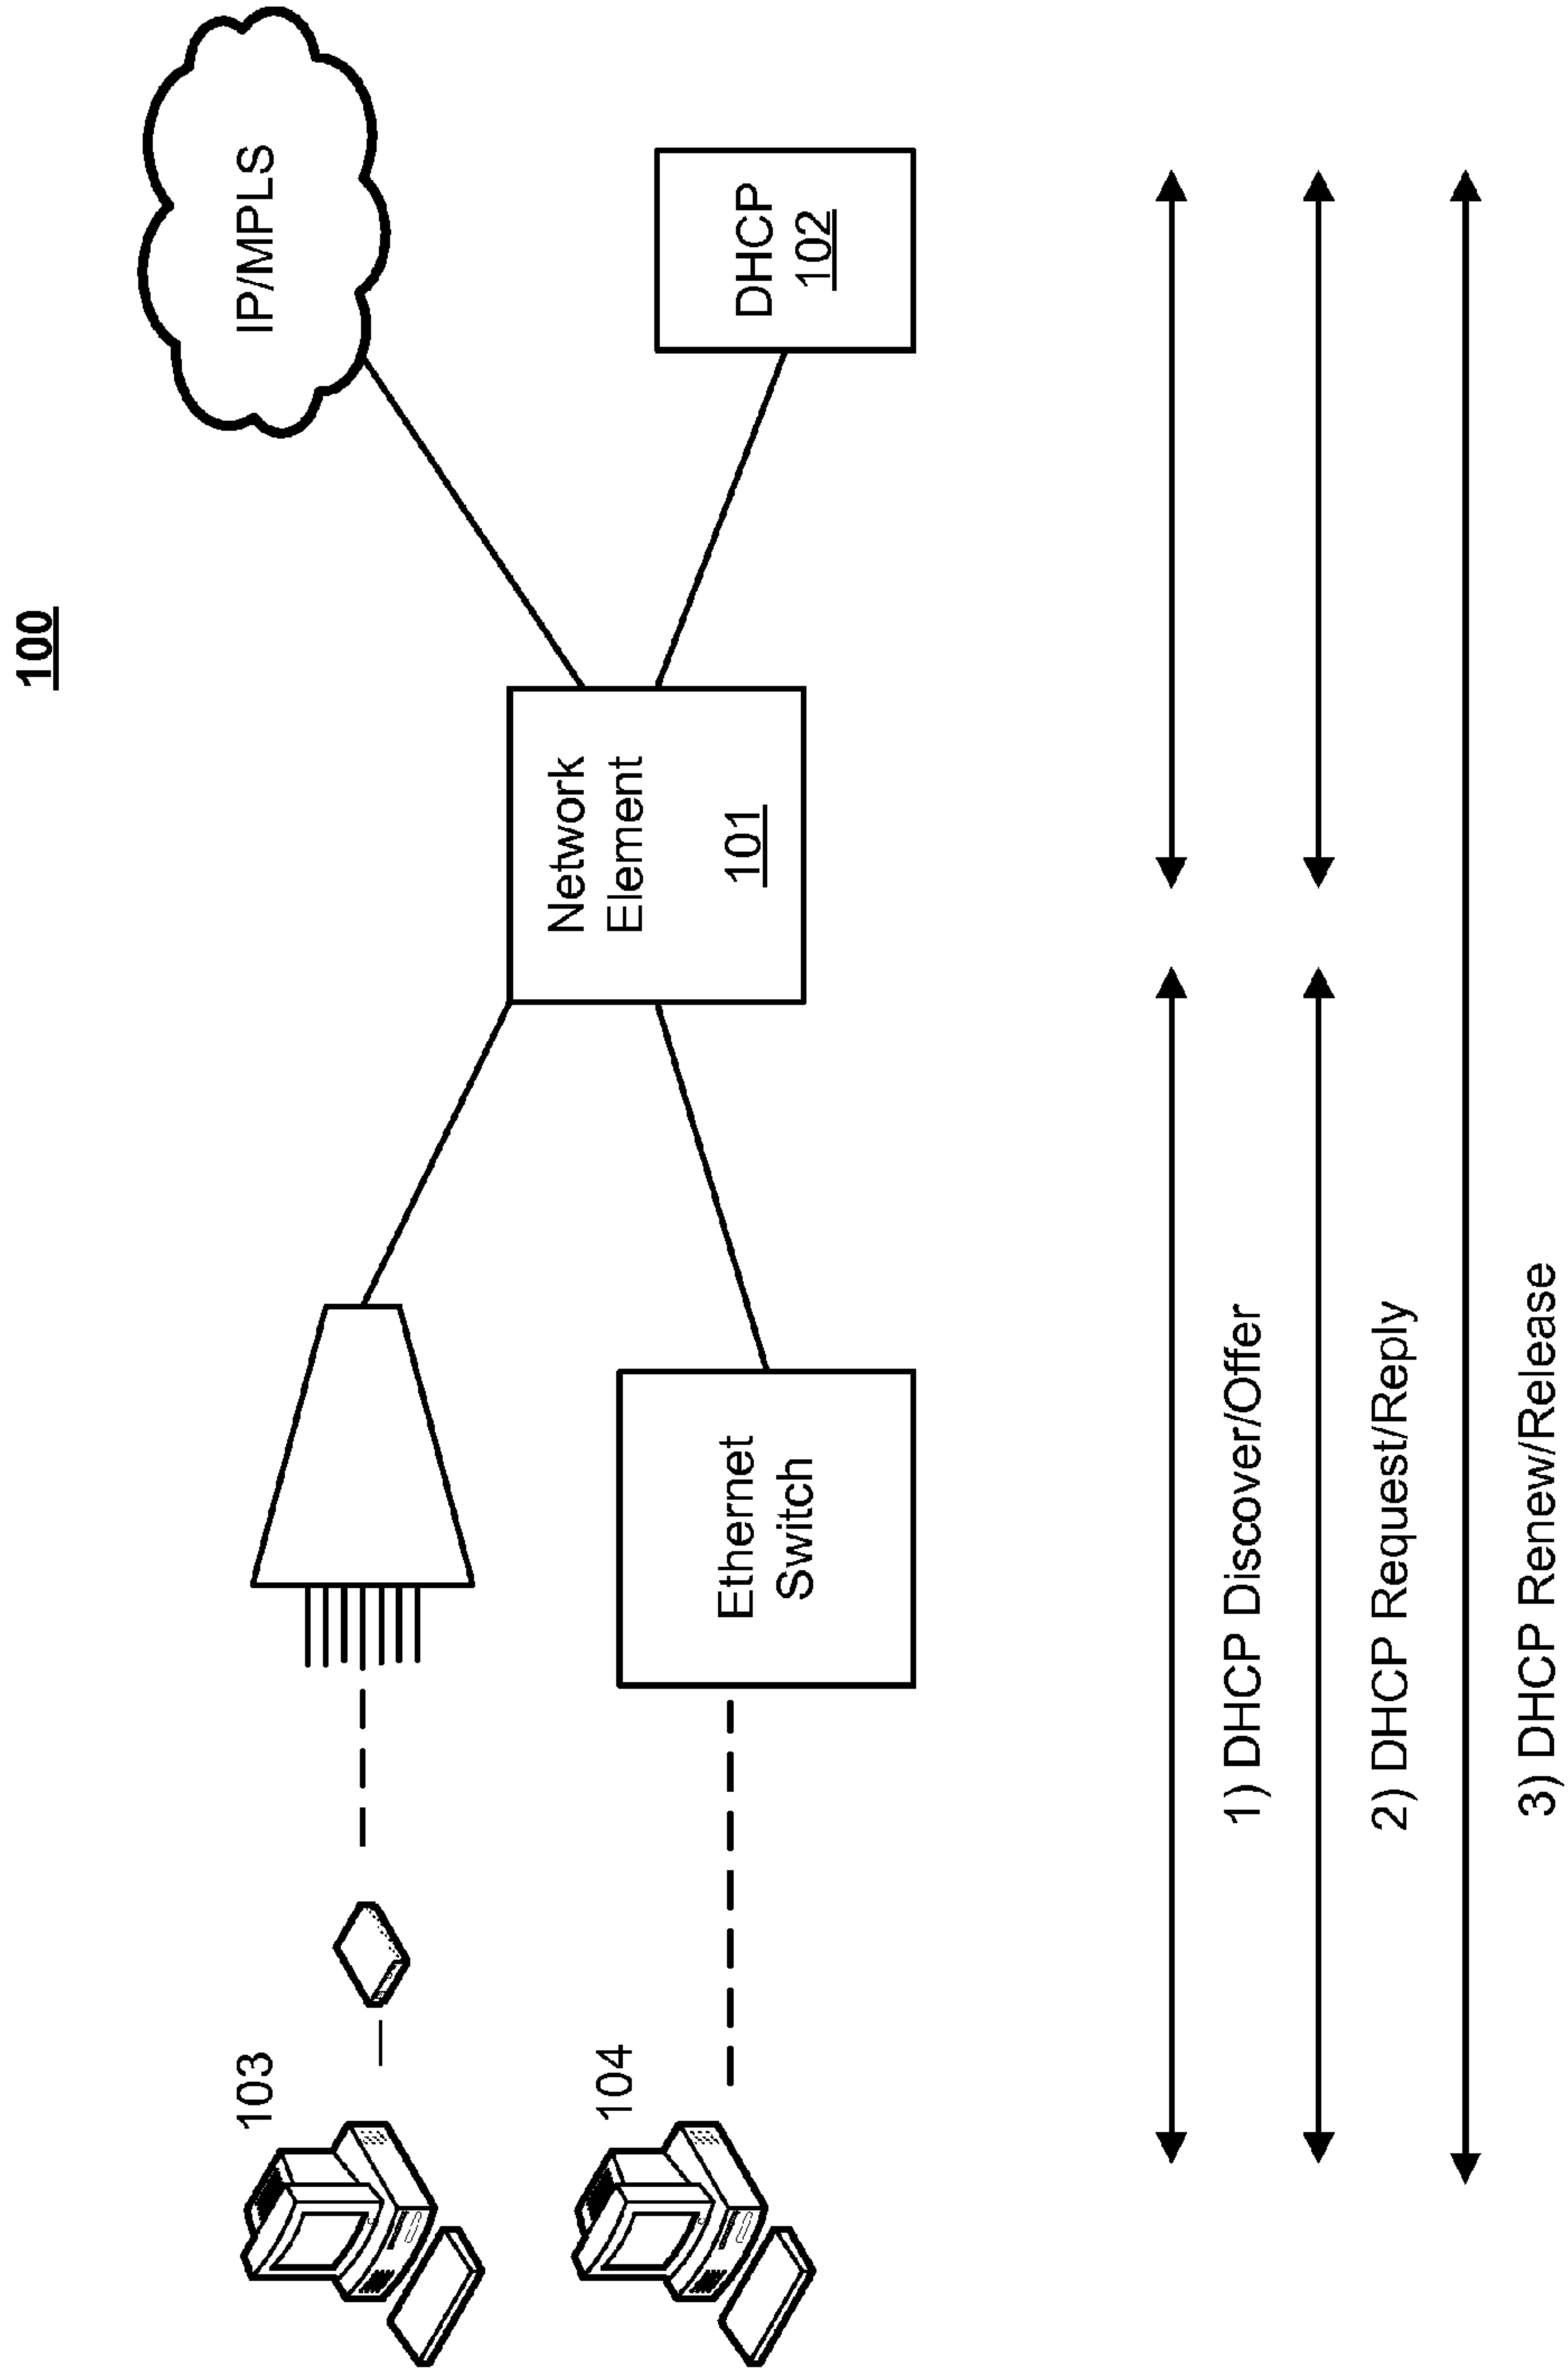 100
IP/MPLS
103
Network
Element
101
DHCP
102
104
Ethernet
Switch
1) DHCP Discover/Offer
2) DHCP Request/Reply
3) DHCP Renew/Release